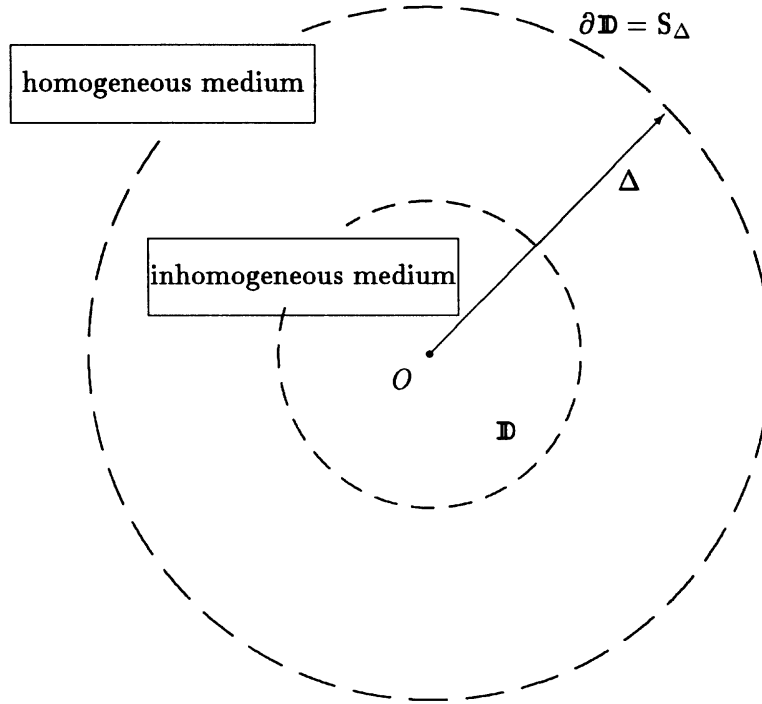 ∂𝔻 = S_Δ
homogeneous medium
Δ
inhomogeneous medium
O
𝔻